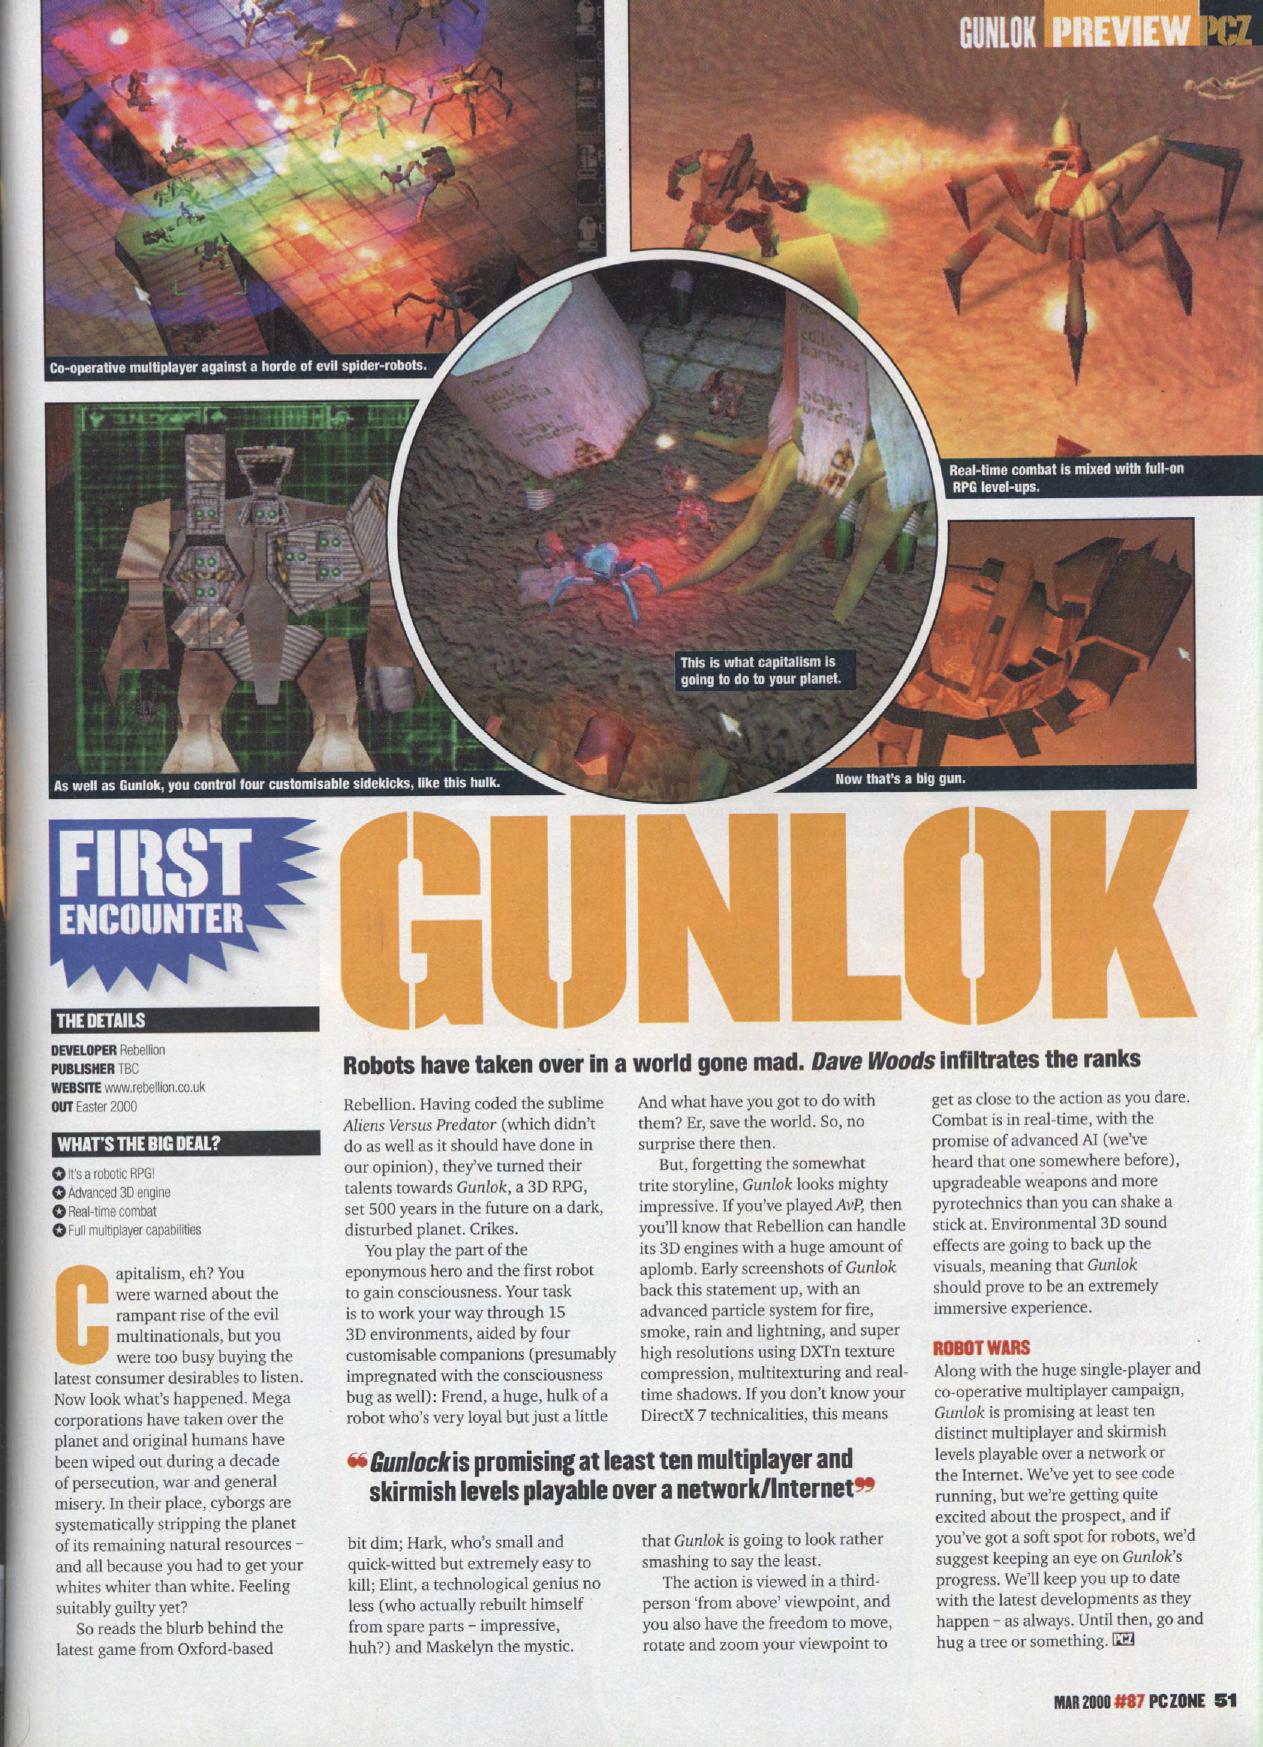 GUNLOK PREVIEW PCZ
Co-operative multiplayer against a horde of evil spider-robots.
Real-time combat is mixed with full-on
RPG level-ups.
This is what capitalism is
going to do to your planet.
As well as Gunlok, you control four customisable sidekicks, like this hulk.
Now that's a big gun.
FIRST
ENCOUNTER
GUNLOK
THE DETAILS
DEVELOPER Rebellion
PUBLISHER TBC
WEBSITE www.rebellion.co.uk
OUT Easter 2000
WHAT'S THE BIG DEAL?
It's a robotic RPG!
Advanced 3D engine
Real-time combat
Full multiplayer capabilities
Robots have taken over in a world gone mad. Dave Woods infiltrates the ranks
Capitalism, eh? You
were warned about the
rampant rise of the evil
multinationals, but you
were too busy buying the
latest consumer desirables to listen.
Now look what's happened. Mega
corporations have taken over the
planet and original humans have
been wiped out during a decade
of persecution, war and general
misery. In their place, cyborgs are
systematically stripping the planet
of its remaining natural resources –
and all because you had to get your
whites whiter than white. Feeling
suitably guilty yet?
So reads the blurb behind the
latest game from Oxford-based
Rebellion. Having coded the sublime
Aliens Versus Predator (which didn't
do as well as it should have done in
our opinion), they've turned their
talents towards Gunlok, a 3D RPG,
set 500 years in the future on a dark,
disturbed planet. Crikes.
You play the part of the
eponymous hero and the first robot
to gain consciousness. Your task
is to work your way through 15
3D environments, aided by four
customisable companions (presumably
impregnated with the consciousness
bug as well): Frend, a huge, hulk of a
robot who's very loyal but just a little
bit dim; Hark, who's small and
quick-witted but extremely easy to
kill; Elint, a technological genius no
less (who actually rebuilt himself
from spare parts – impressive,
huh?) and Maskelyn the mystic.
And what have you got to do with
them? Er, save the world. So, no
surprise there then.
But, forgetting the somewhat
trite storyline, Gunlok looks mighty
impressive. If you've played AvP, then
you'll know that Rebellion can handle
its 3D engines with a huge amount of
aplomb. Early screenshots of Gunlok
back this statement up, with an
advanced particle system for fire,
smoke, rain and lightning, and super
high resolutions using DXTn texture
compression, multitexturing and real-
time shadows. If you don't know your
DirectX 7 technicalities, this means
that Gunlok is going to look rather
smashing to say the least.
The action is viewed in a third-
person 'from above' viewpoint, and
you also have the freedom to move,
rotate and zoom your viewpoint to
get as close to the action as you dare.
Combat is in real-time, with the
promise of advanced AI (we've
heard that one somewhere before),
upgradeable weapons and more
pyrotechnics than you can shake a
stick at. Environmental 3D sound
effects are going to back up the
visuals, meaning that Gunlok
should prove to be an extremely
immersive experience.
ROBOT WARS
Along with the huge single-player and
co-operative multiplayer campaign,
Gunlok is promising at least ten
distinct multiplayer and skirmish
levels playable over a network or
the Internet. We've yet to see code
running, but we're getting quite
excited about the prospect, and if
you've got a soft spot for robots, we'd
suggest keeping an eye on Gunlok's
progress. We'll keep you up to date
with the latest developments as they
happen – as always. Until then, go and
hug a tree or something. PCZ
“Gunlock is promising at least ten multiplayer and
skirmish levels playable over a network/Internet”
MAR 2000 #87 PC ZONE 51